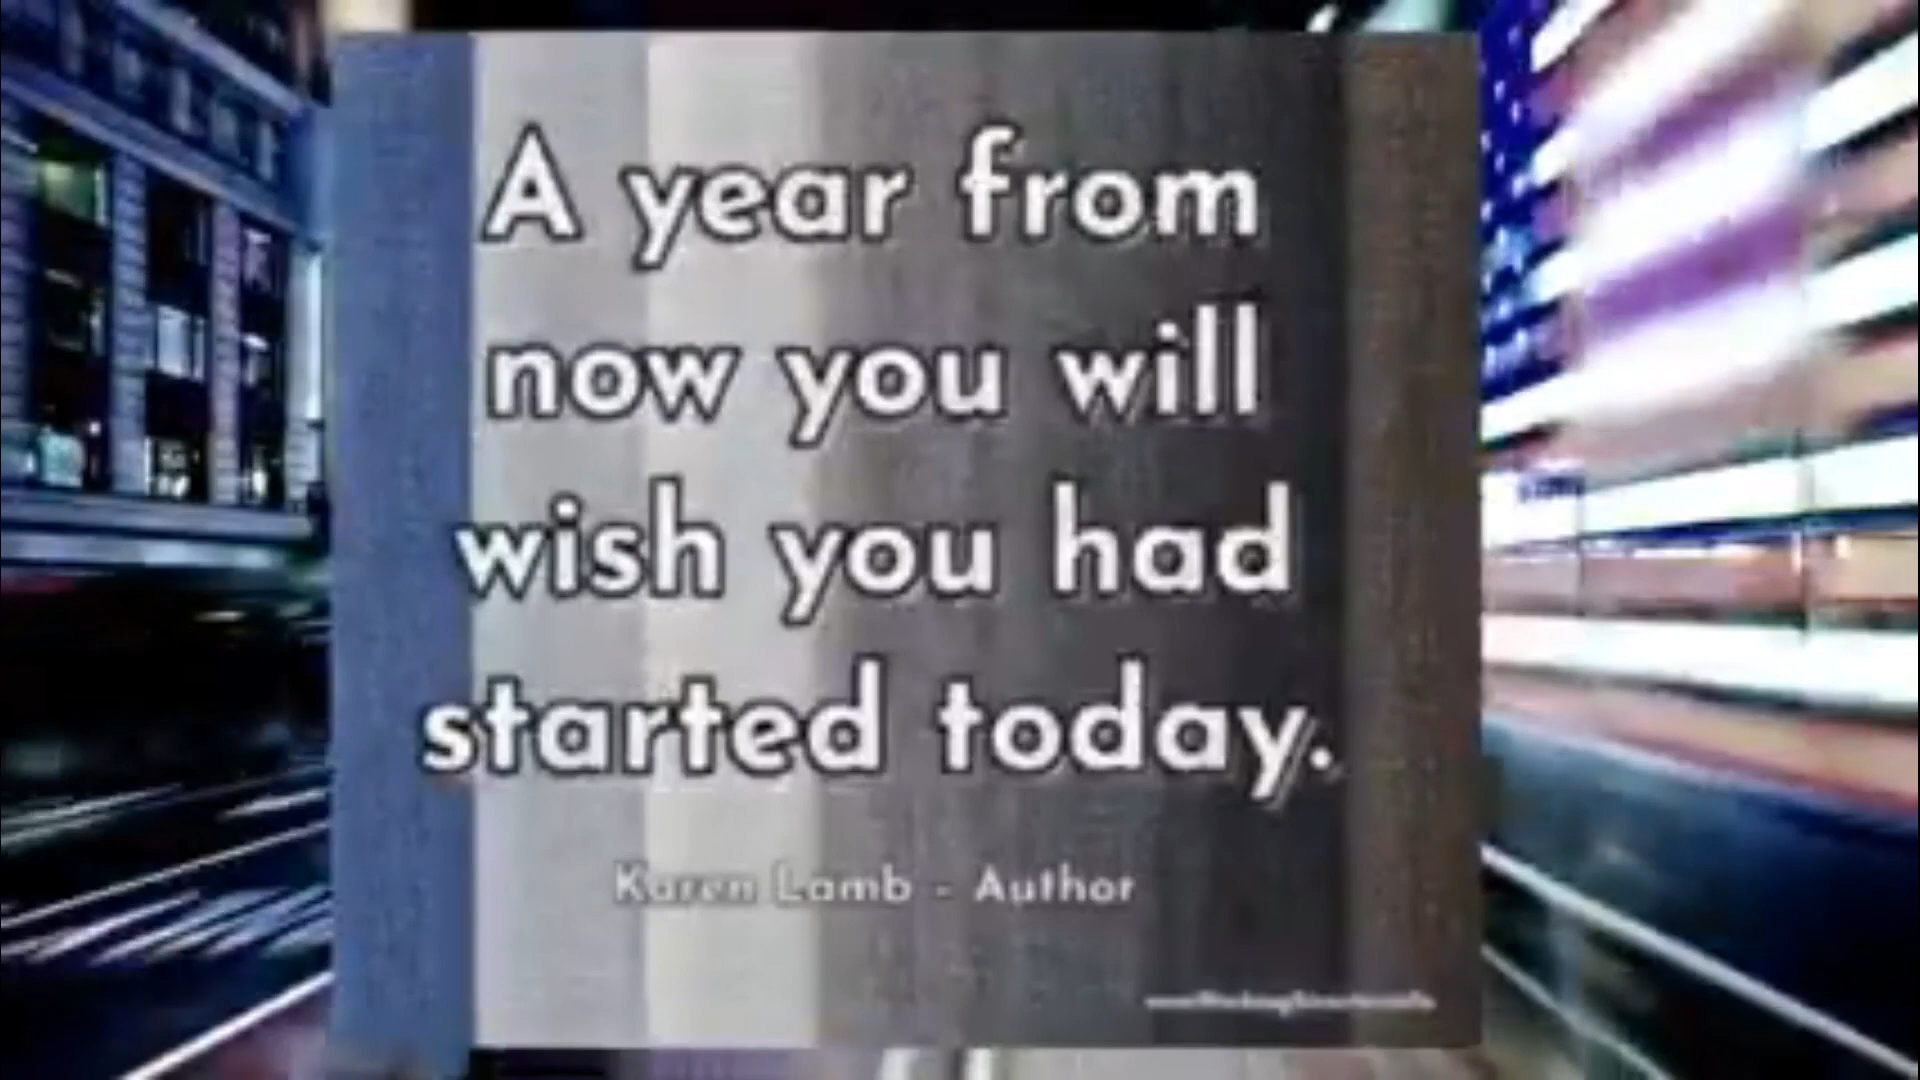 A year from
now you will
wish you had
started today.
Karen Lamb - Author